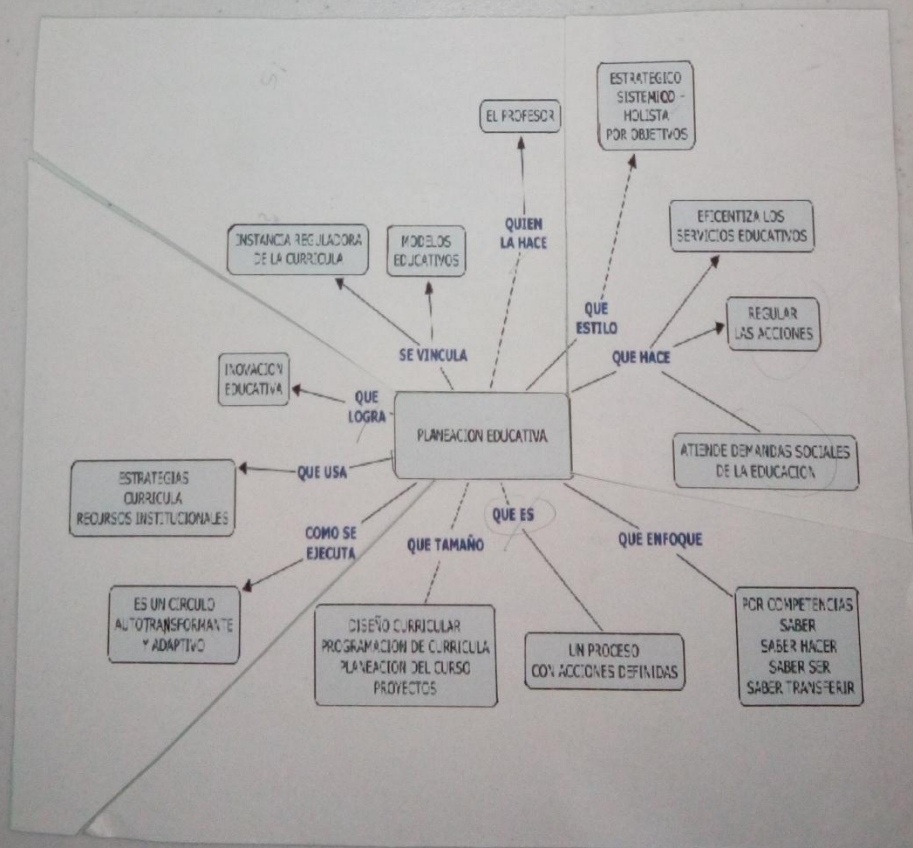 ESTRATEGICO
SISTEMICO -
HOLISTA
POR OBJETIVOS
EL PROFESOR
QUIEN
LA HACE
INSTANCIA REGULADORA
DE LA CURRICULA
MODELOS
EDUCATIVOS
EFICENTIZA LOS
SERVICIOS EDUCATIVOS
QUE
ESTILO
REGULAR
LAS ACCIONES
SE VINCULA
QUE HACE
INOVACION
EDUCATIVA
QUE
LOGRA
PLANEACION EDUCATIVA
ATIENDE DEMANDAS SOCIALES
DE LA EDUCACION
ESTRATEGIAS
CURRICULA
RECURSOS INSTITUCIONALES
QUE USA
COMO SE
EJECUTA
QUE TAMAÑO
QUE ES
QUE ENFOQUE
ES UN CIRCULO
AUTOTRANSFORMANTE
Y ADAPTIVO
DISEÑO CURRICULAR
PROGRAMACION DE CURRICULA
PLANEACION DEL CURSO
PROYECTOS
UN PROCESO
CON ACCIONES DEFINIDAS
POR COMPETENCIAS
SABER
SABER HACER
SABER SER
SABER TRANSFERIR